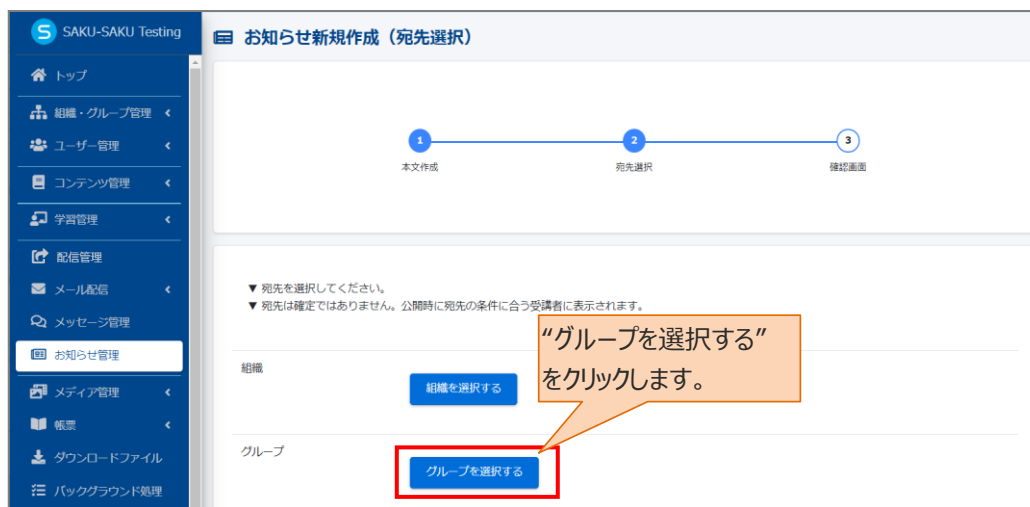 SAKU-SAKU Testing
お知らせ新規作成（宛先選択）
トップ
組織・グループ管理
ユーザー管理
コンテンツ管理
学習管理
配信管理
メール配信
メッセージ管理
お知らせ管理
メディア管理
帳票
ダウンロードファイル
バックグラウンド処理
1
2
3
本文作成
宛先選択
確認画面
▼ 宛先を選択してください。
▼ 宛先は確定ではありません。公開時に宛先の条件に合う受講者に表示されます。
組織
組織を選択する
グループ
グループを選択する
“グループを選択する”
をクリックします。